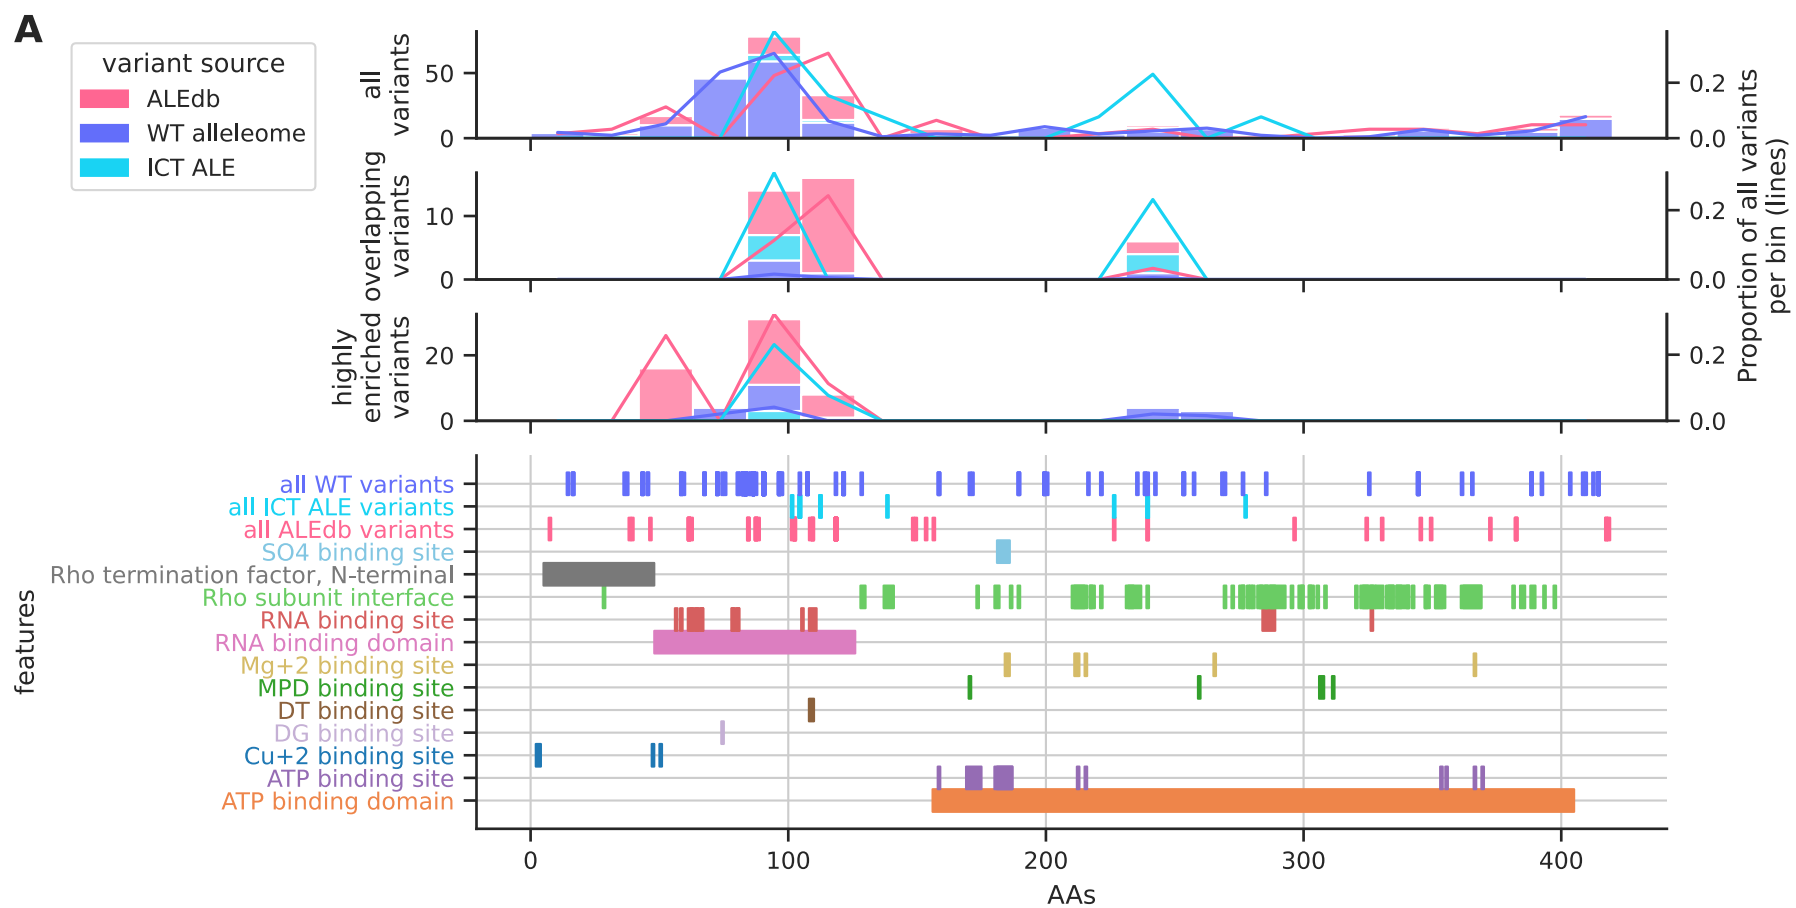 A
variant source
ALEdb
WT alleleome
ICT ALE
all
variants
50
0
0.2
0.0
overlapping
variants
10
0
0.2
0.0
highly
enriched
variants
20
0
0.2
0.0
Proportion of all variants
per bin (lines)
features
all WT variants
all ICT ALE variants
all ALEdb variants
SO4 binding site
Rho termination factor, N-terminal
Rho subunit interface
RNA binding site
RNA binding domain
Mg+2 binding site
MPD binding site
DT binding site
DG binding site
Cu+2 binding site
ATP binding site
ATP binding domain
0 100 200 300 400
AAs